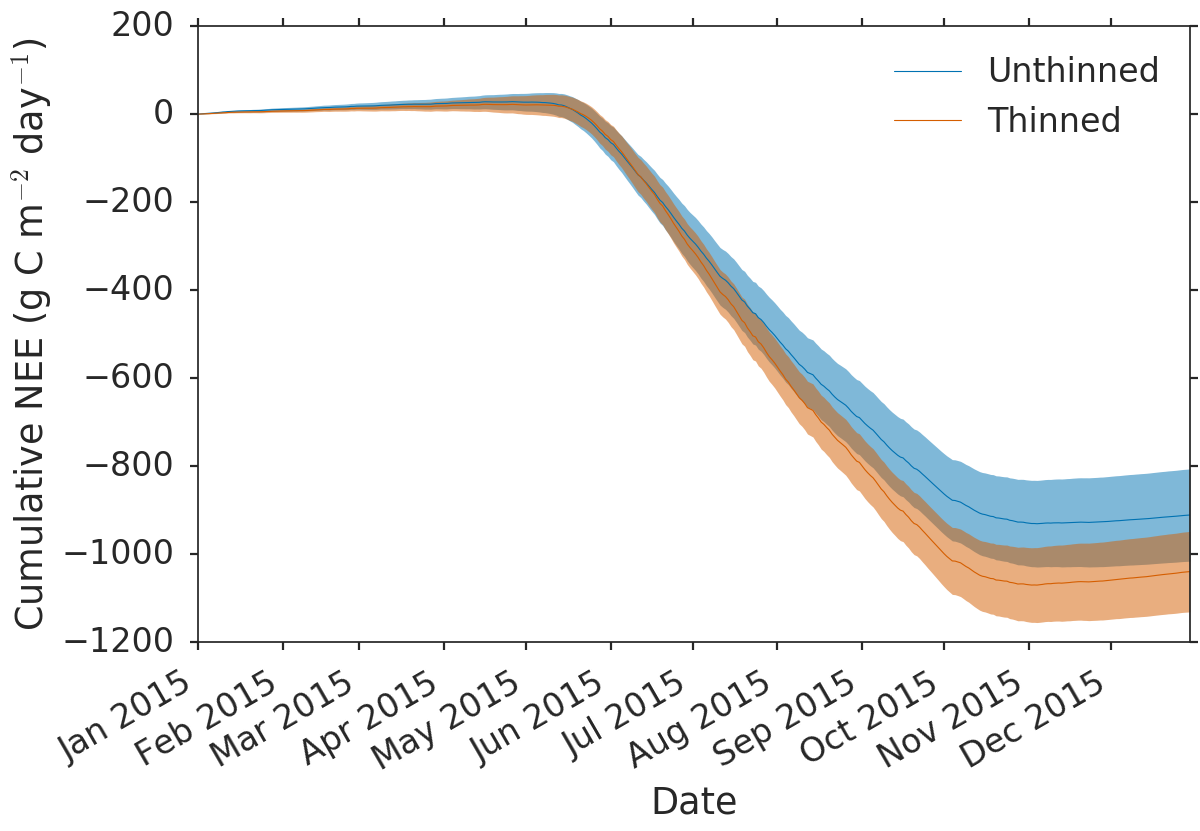 Cumulative NEE (g C m⁻² day⁻¹)
200
0
−200
−400
−600
−800
−1000
−1200
Unthinned
Thinned
Jan 2015
Feb 2015
Mar 2015
Apr 2015
May 2015
Jun 2015
Jul 2015
Aug 2015
Sep 2015
Oct 2015
Nov 2015
Dec 2015
Date